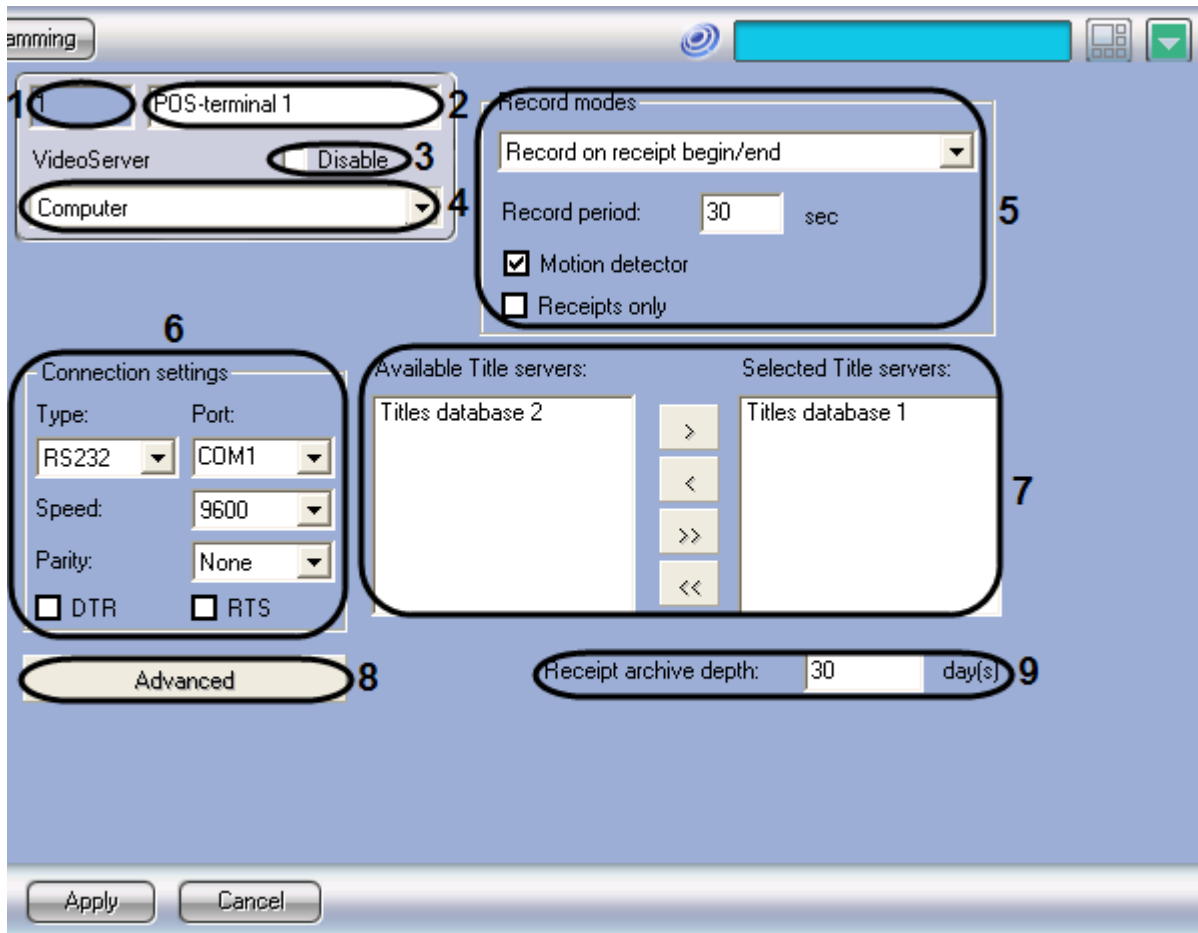 amming
1 1 POS-terminal 1 2
VideoServer Disable 3
Computer 4
Record modes
Record on receipt begin/end
Record period: 30 sec 5
Motion detector
Receipts only
6
Connection settings
Type: Port:
RS232 COM1
Speed: 9600
Parity: None
DTR RTS
Available Title servers: Selected Title servers:
Titles database 2 > Titles database 1
<
>>
<<
7
Advanced 8
Receipt archive depth: 30 day(s) 9
Apply Cancel